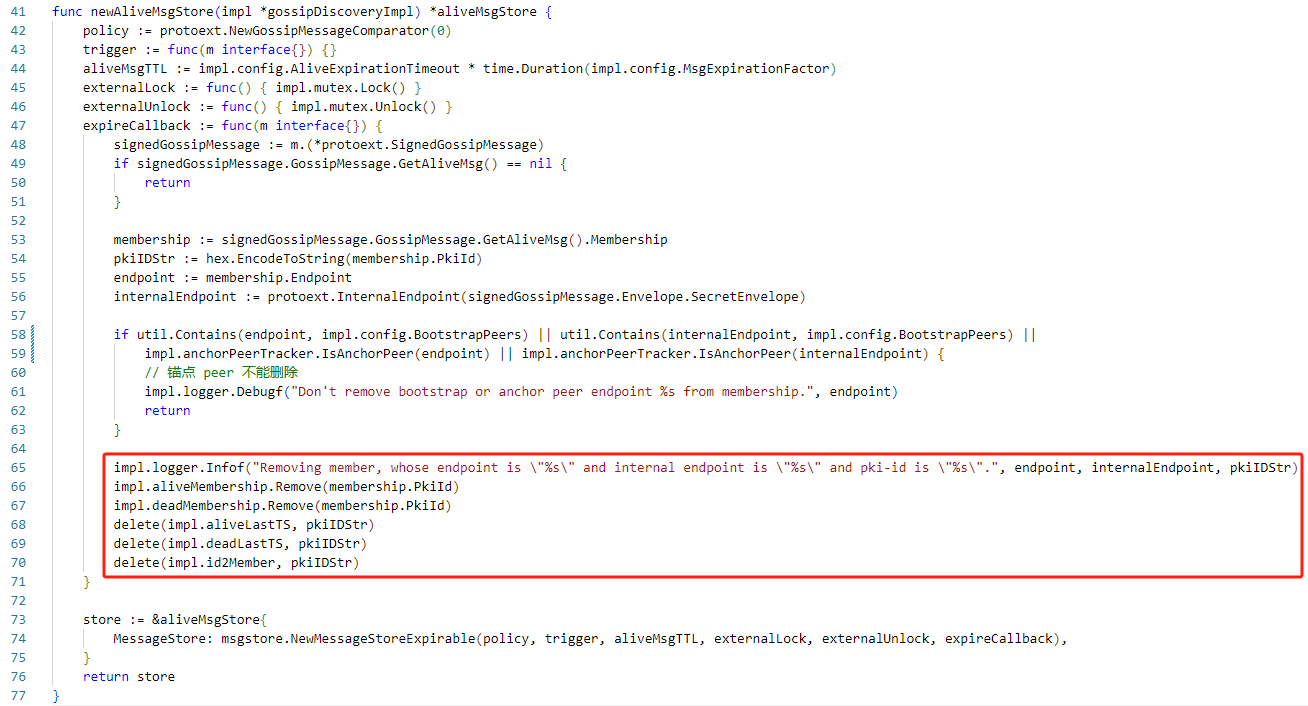 41 func newAliveMsgStore(impl *gossipDiscoveryImpl) *aliveMsgStore {
42 policy := protoext.NewGossipMessageComparator(0)
43 trigger := func(m interface{}) {}
44 aliveMsgTTL := impl.config.AliveExpirationTimeout * time.Duration(impl.config.MsgExpirationFactor)
45 externalLock := func() { impl.mutex.Lock() }
46 externalUnlock := func() { impl.mutex.Unlock() }
47 expireCallback := func(m interface{}) {
48 signedGossipMessage := m.(*protoext.SignedGossipMessage)
49 if signedGossipMessage.GossipMessage.GetAliveMsg() == nil {
50 return
51 }
52
53 membership := signedGossipMessage.GossipMessage.GetAliveMsg().Membership
54 pkiIDStr := hex.EncodeToString(membership.PkiId)
55 endpoint := membership.Endpoint
56 internalEndpoint := protoext.InternalEndpoint(signedGossipMessage.Envelope.SecretEnvelope)
57
58 if util.Contains(endpoint, impl.config.BootstrapPeers) || util.Contains(internalEndpoint, impl.config.BootstrapPeers) ||
59 impl.anchorPeerTracker.IsAnchorPeer(endpoint) || impl.anchorPeerTracker.IsAnchorPeer(internalEndpoint) {
60 // 锚点 peer 不能删除
61 impl.logger.Debugf("Don't remove bootstrap or anchor peer endpoint %s from membership.", endpoint)
62 return
63 }
64
65 impl.logger.Infof("Removing member, whose endpoint is \"%s\" and internal endpoint is \"%s\" and pki-id is \"%s\".", endpoint, internalEndpoint, pkiIDStr)
66 impl.aliveMembership.Remove(membership.PkiId)
67 impl.deadMembership.Remove(membership.PkiId)
68 delete(impl.aliveLastTS, pkiIDStr)
69 delete(impl.deadLastTS, pkiIDStr)
70 delete(impl.id2Member, pkiIDStr)
71 }
72
73 store := &aliveMsgStore{
74 MessageStore: msgstore.NewMessageStoreExpirable(policy, trigger, aliveMsgTTL, externalLock, externalUnlock, expireCallback),
75 }
76 return store
77 }